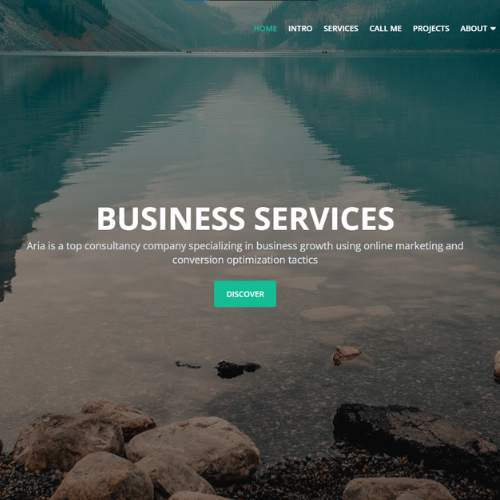 HOME INTRO SERVICES CALL ME PROJECTS ABOUT
BUSINESS SERVICES
Aria is a top consultancy company specializing in business growth using online marketing and
conversion optimization tactics
DISCOVER